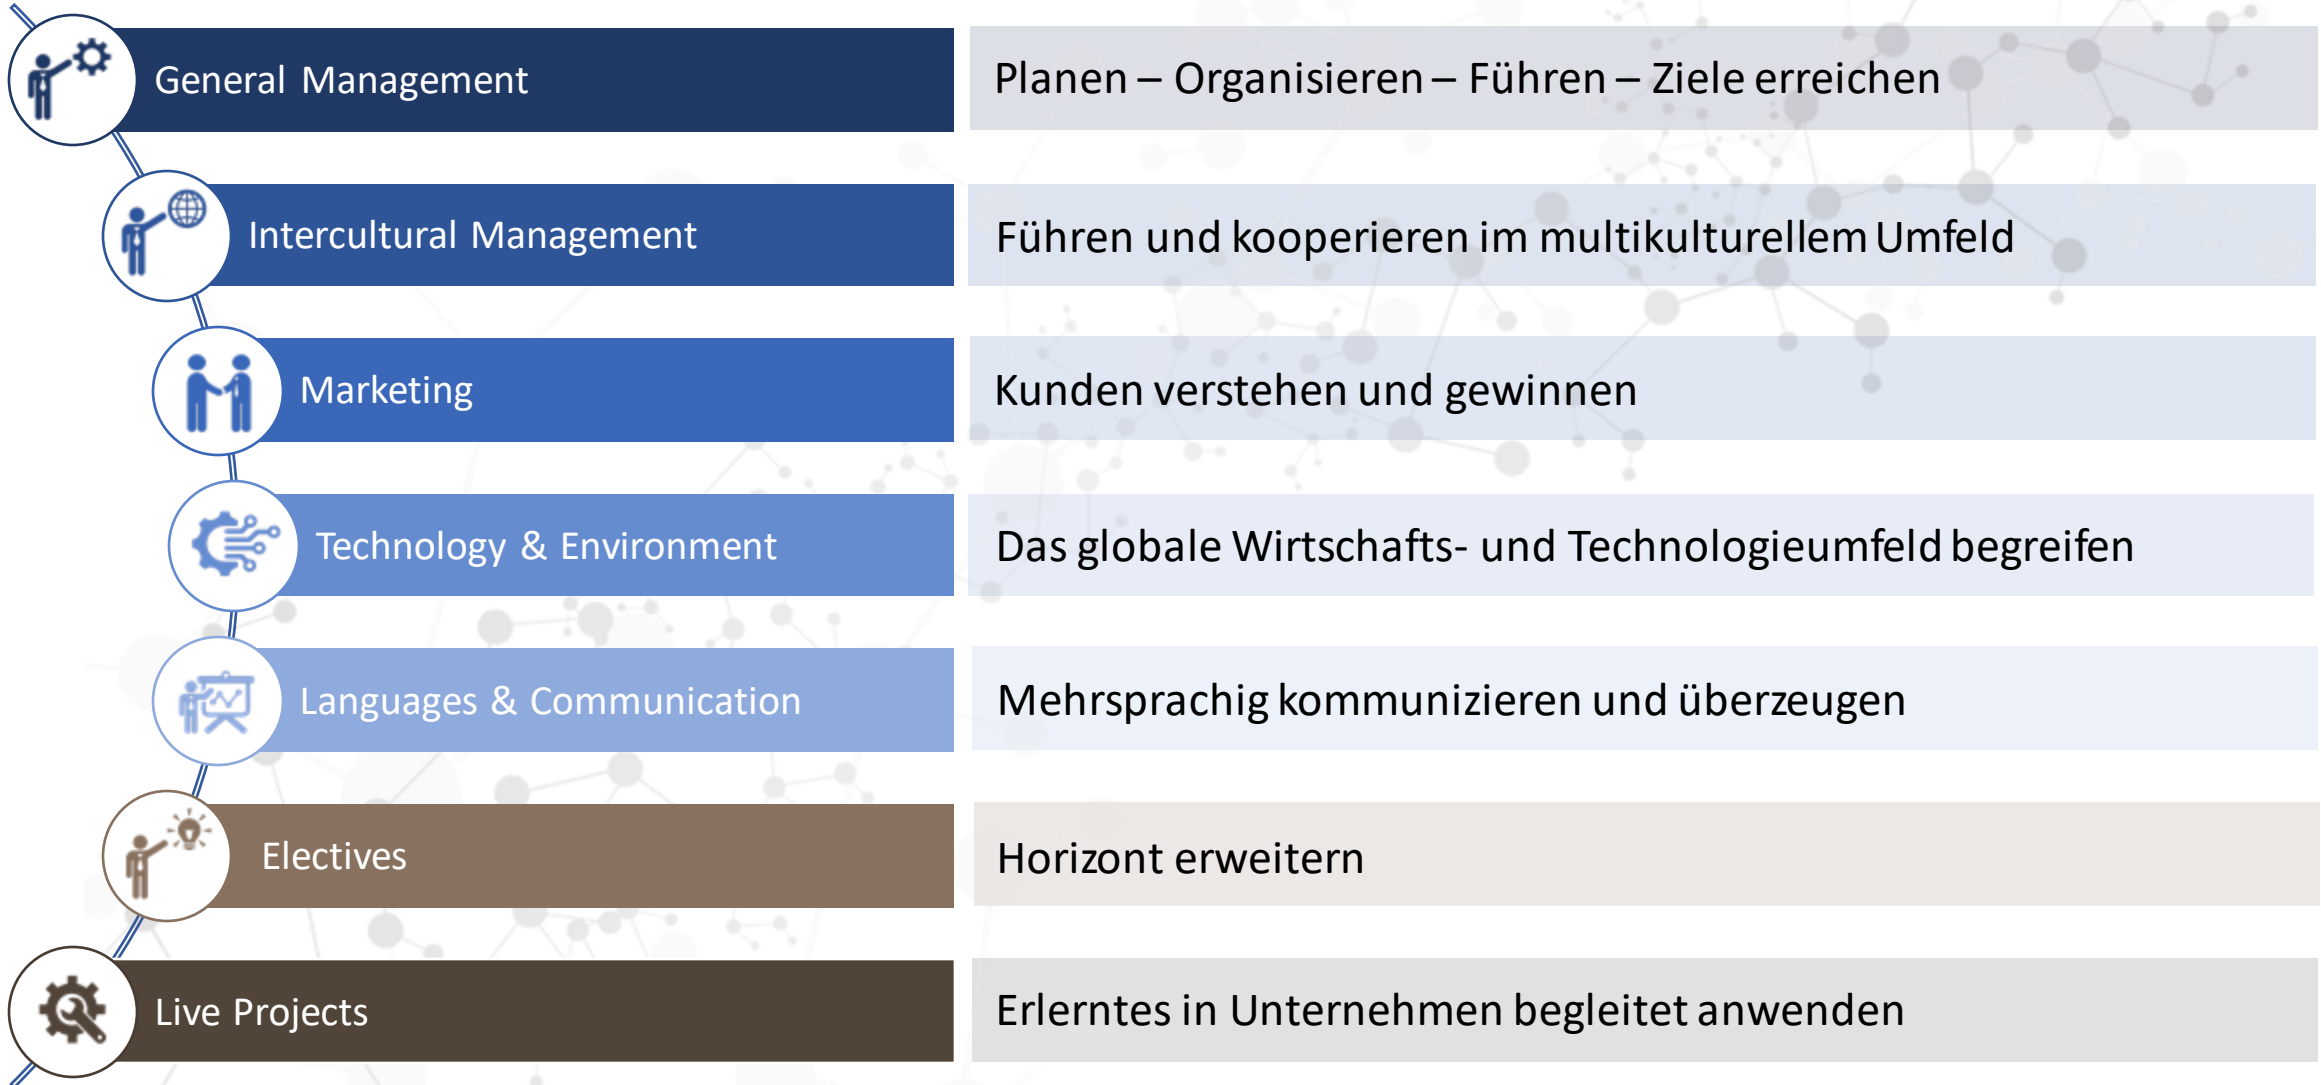 General Management
Planen – Organisieren – Führen – Ziele erreichen
Intercultural Management
Führen und kooperieren im multikulturellem Umfeld
Marketing
Kunden verstehen und gewinnen
Technology & Environment
Das globale Wirtschafts- und Technologieumfeld begreifen
Languages & Communication
Mehrsprachig kommunizieren und überzeugen
Electives
Horizont erweitern
Live Projects
Erlerntes in Unternehmen begleitet anwenden